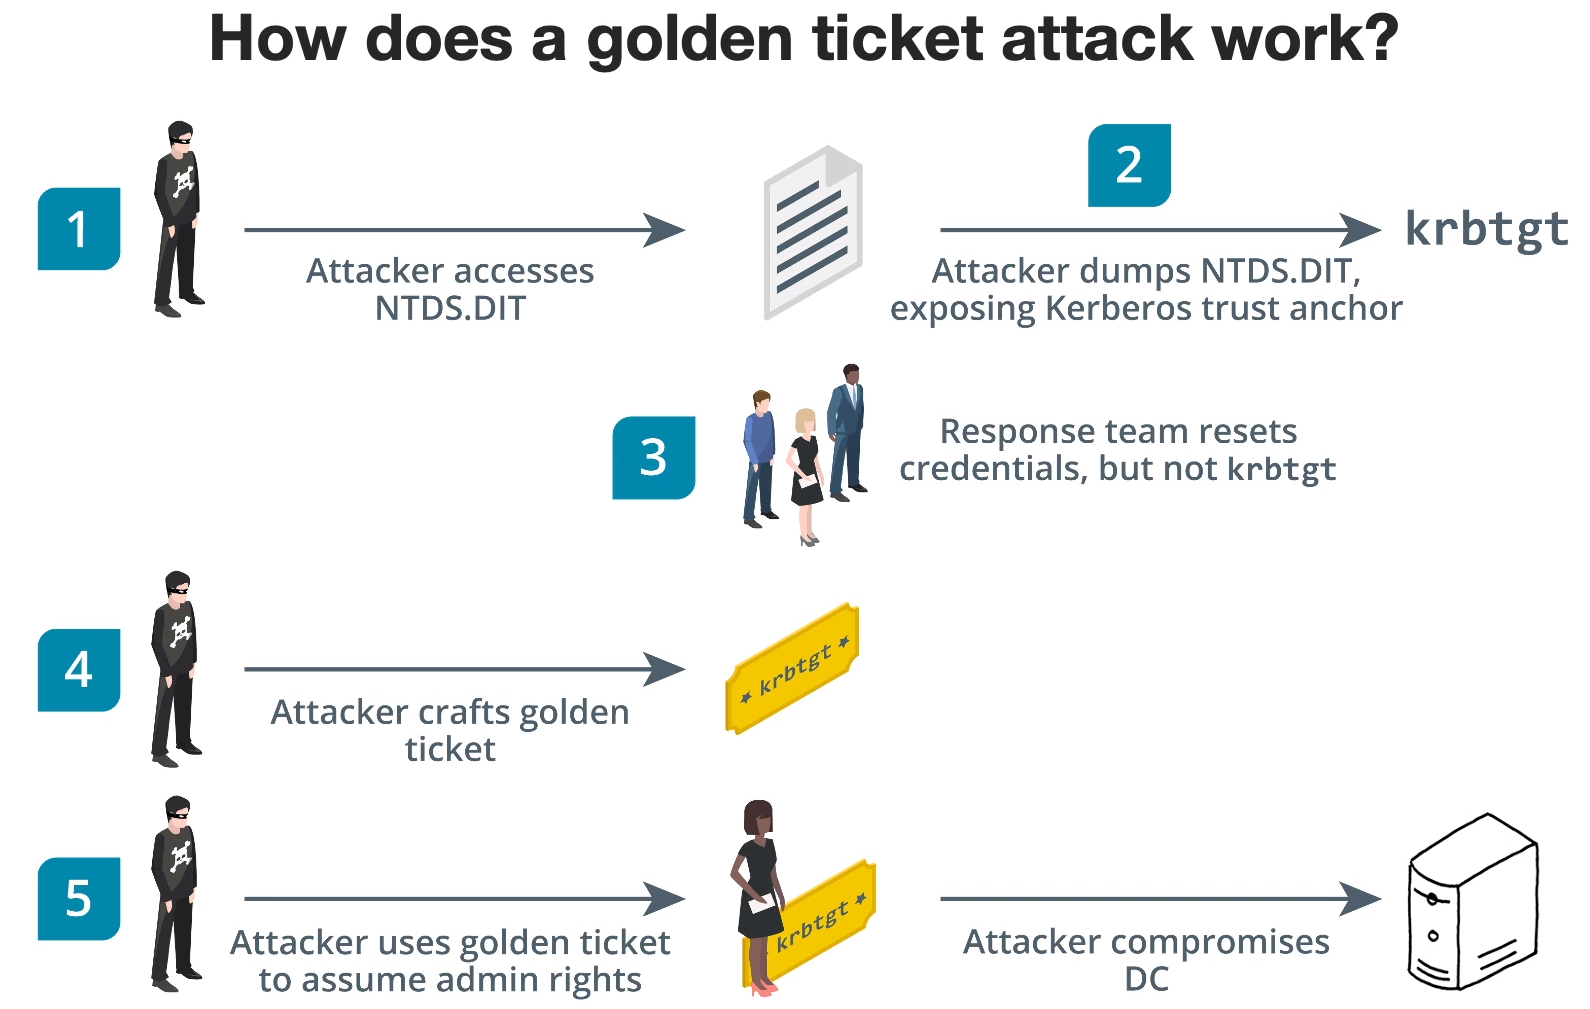 How does a golden ticket attack work?
1
Attacker accesses
NTDS.DIT
2
Attacker dumps NTDS.DIT,
exposing Kerberos trust anchor
krbtgt
3
Response team resets
credentials, but not krbtgt
4
Attacker crafts golden
ticket
★ krbtgt ★
5
Attacker uses golden ticket
to assume admin rights
krbtgt ★
Attacker compromises
DC